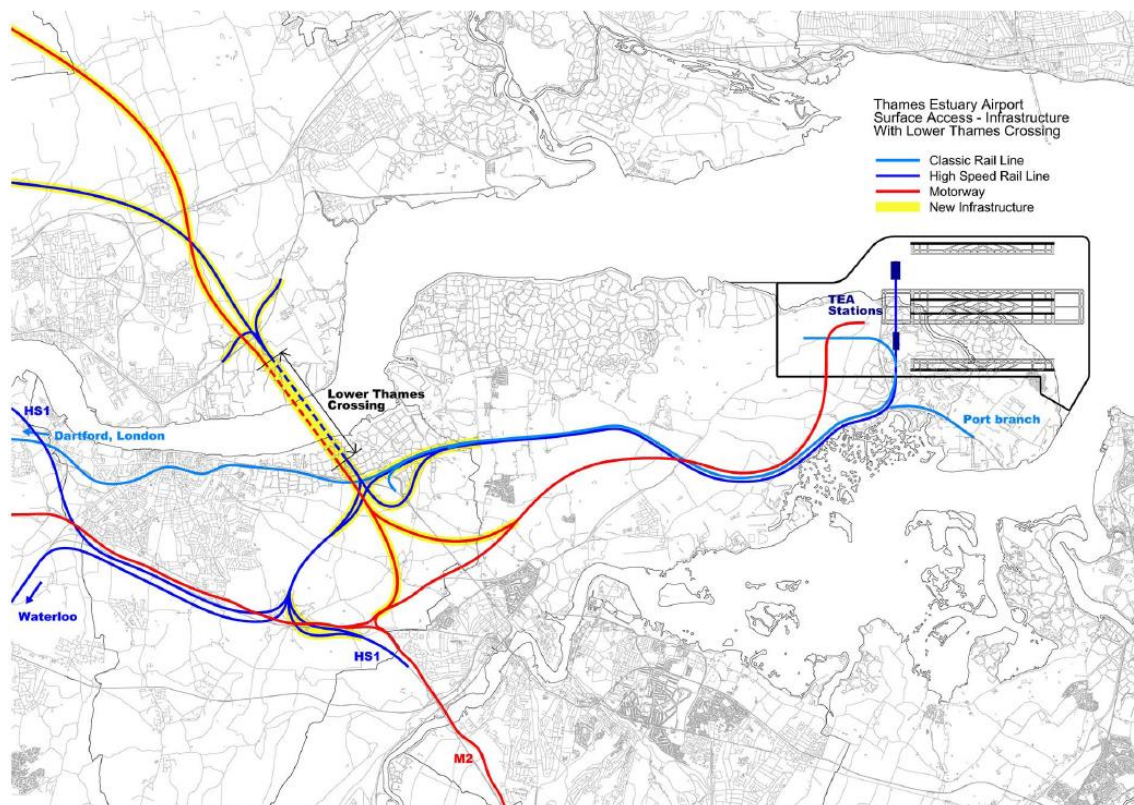 Thames Estuary Airport
Surface Access - Infrastructure
With Lower Thames Crossing
Classic Rail Line
High Speed Rail Line
Motorway
New Infrastructure
TEA
Stations
Lower Thames
Crossing
HS1
Dartford, London
Port branch
Waterloo
HS1
M2